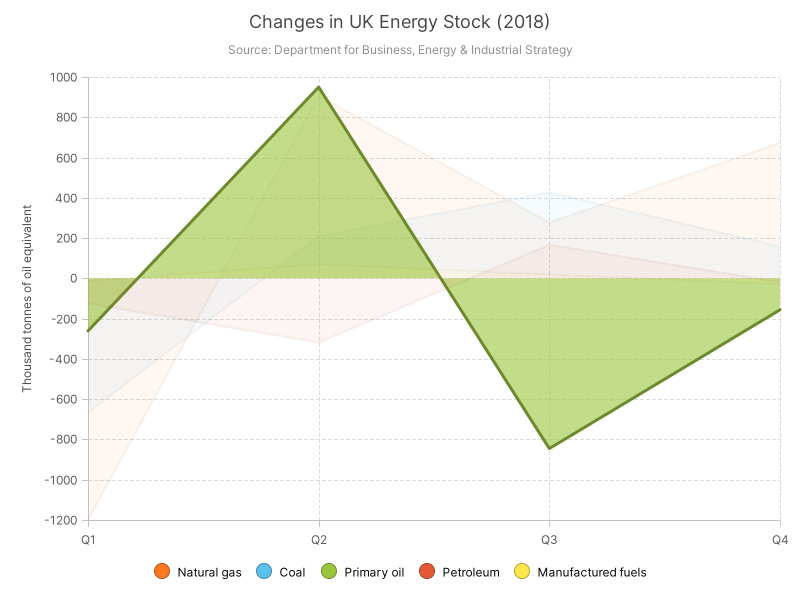 Changes in UK Energy Stock (2018)
Source: Department for Business, Energy & Industrial Strategy
Thousand tonnes of oil equivalent
1000
800
600
400
200
0
-200
-400
-600
-800
-1000
-1200
Q1 Q2 Q3 Q4
Natural gas Coal Primary oil Petroleum Manufactured fuels